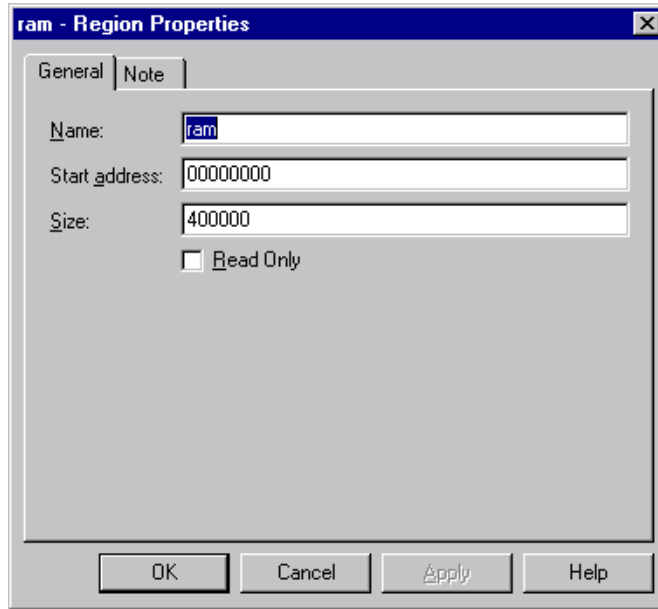 ram - Region Properties
General Note
Name: ram
Start address: 00000000
Size: 400000
Read Only
OK Cancel Apply Help